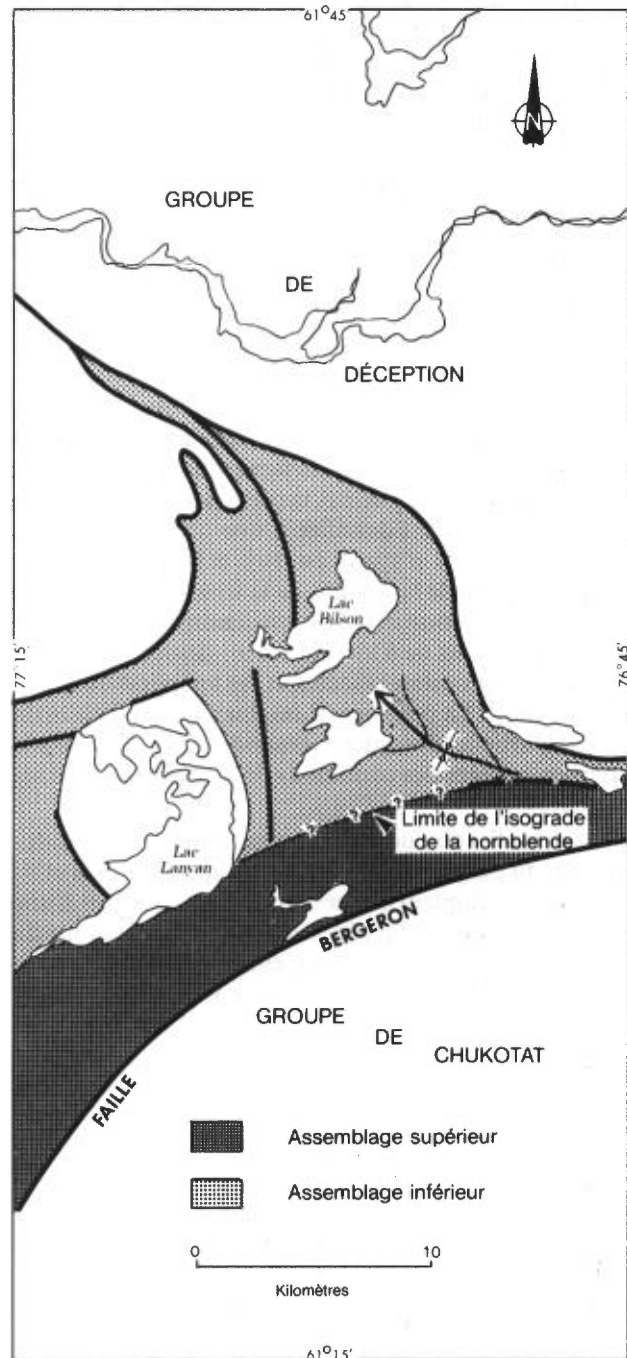 61°45
N
GROUPE
DE
DÉCEPTION
Lac
Bilson
77°15'
76°45'
?
?
?
?
Limite de l'isograde
de la hornblende
Lac
Lanyan
BERGERON
FAILLE
GROUPE
DE
CHUKOTAT
Assemblage supérieur
Assemblage inférieur
0
10
Kilomètres
61°15'